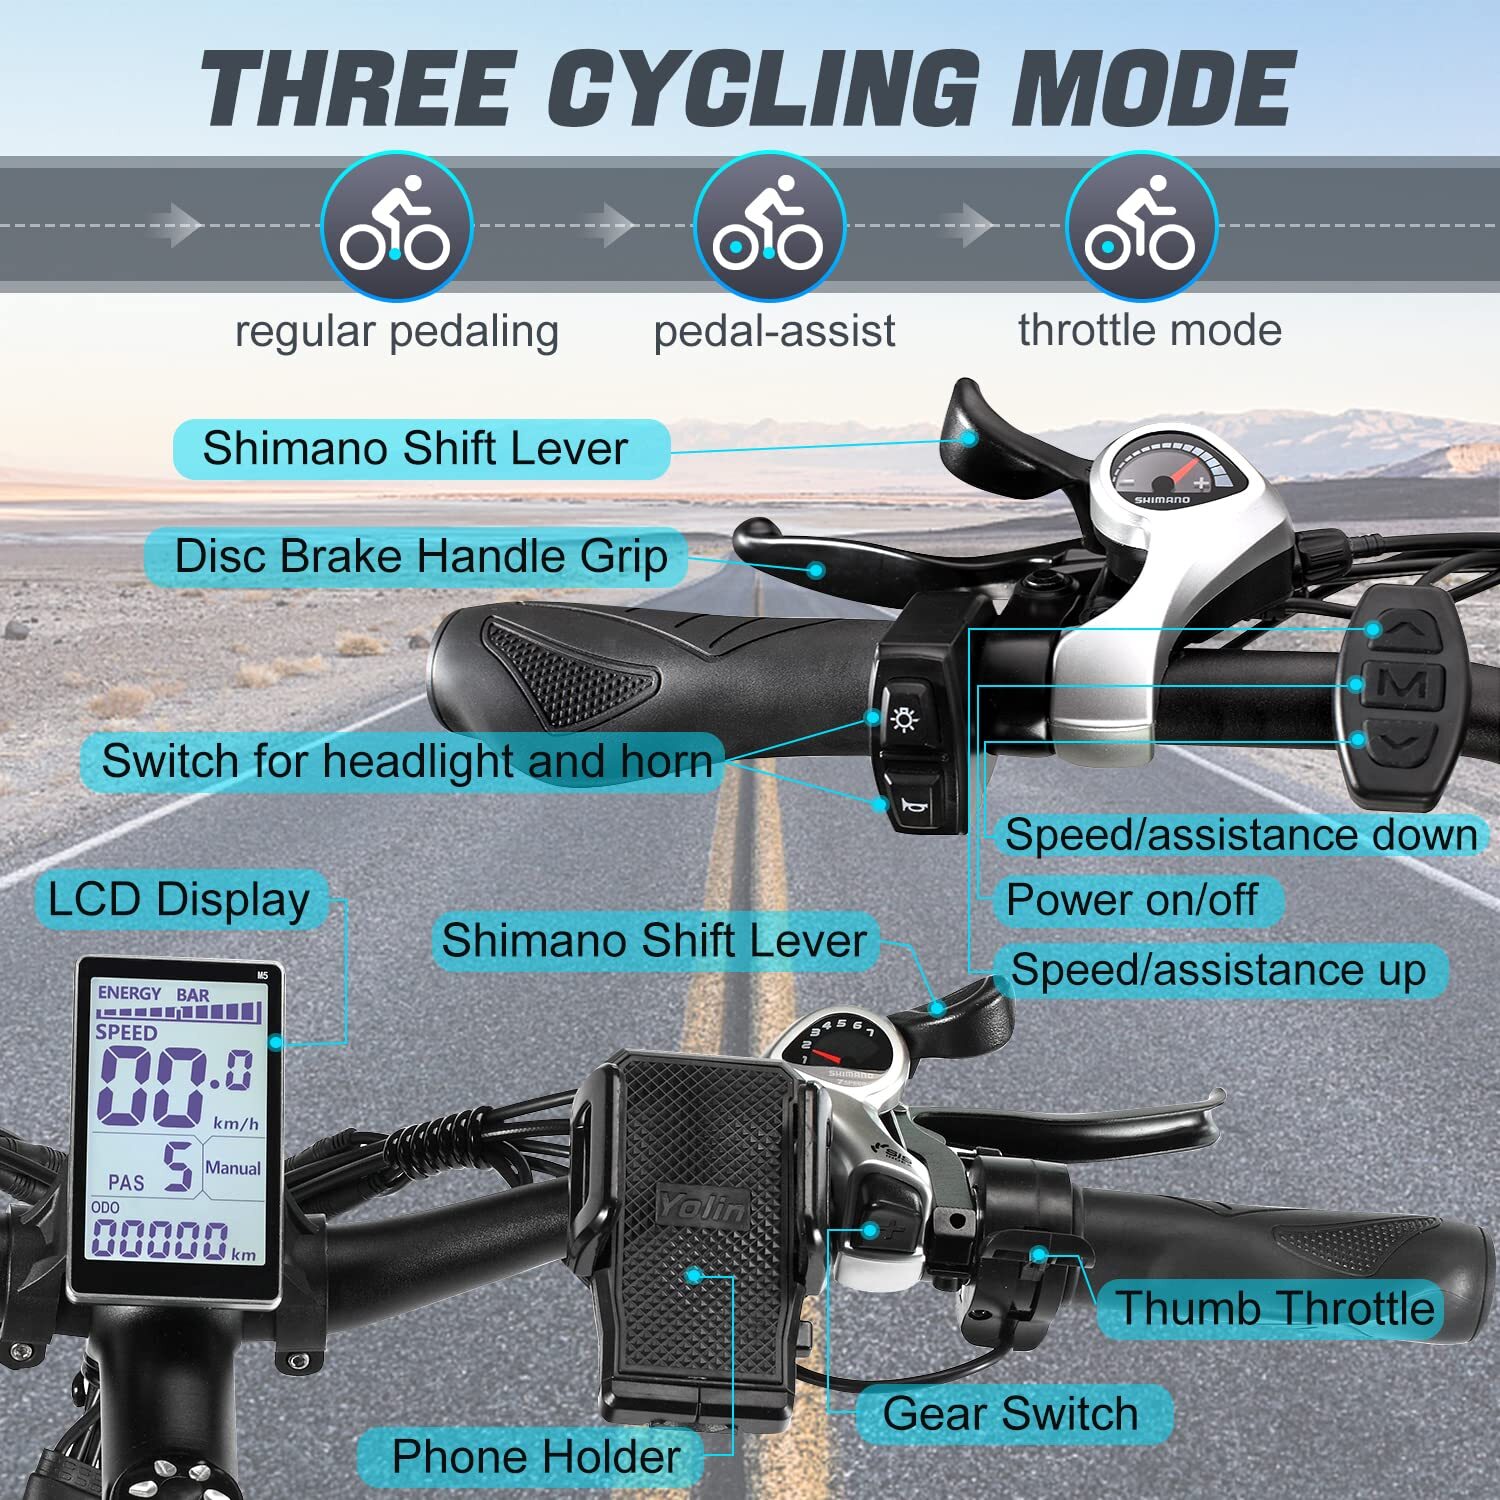 THREE CYCLING MODE
regular pedaling
pedal-assist
throttle mode
Shimano Shift Lever
- +
SHIMANO
Disc Brake Handle Grip
M
Switch for headlight and horn
Speed/assistance down
Power on/off
Speed/assistance up
LCD Display
Shimano Shift Lever
M5
ENERGY BAR
SPEED
00.0
km/h
PAS 5 Manual
ODO
00000 km
1 2 3 4 5 6 7
SHIMANO
7 SPEED
SIS
Yolin
+
Thumb Throttle
Gear Switch
Phone Holder